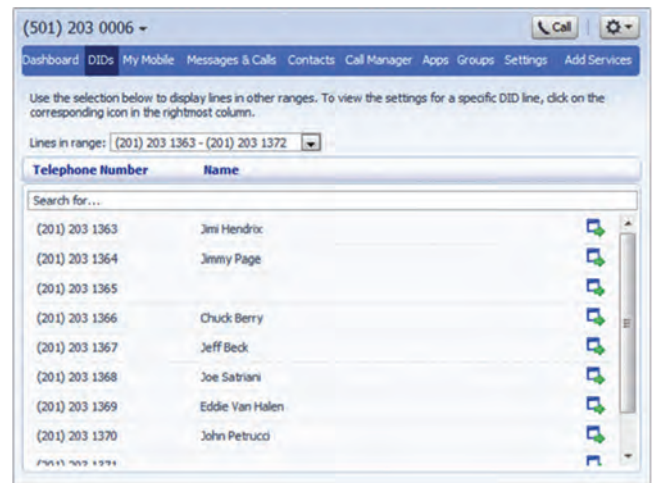 (501) 203 0006
Call
Dashboard DIDs My Mobile Messages & Calls Contacts Call Manager Apps Groups Settings Add Services
Use the selection below to display lines in other ranges. To view the settings for a specific DID line, click on the
corresponding icon in the rightmost column.
Lines in range: (201) 203 1363 - (201) 203 1372
Telephone Number Name
Search for...
(201) 203 1363 Jimi Hendrix
(201) 203 1364 Jimmy Page
(201) 203 1365
(201) 203 1366 Chuck Berry
(201) 203 1367 Jeff Beck
(201) 203 1368 Joe Satriani
(201) 203 1369 Eddie Van Halen
(201) 203 1370 John Petrucci
(201) 203 1371